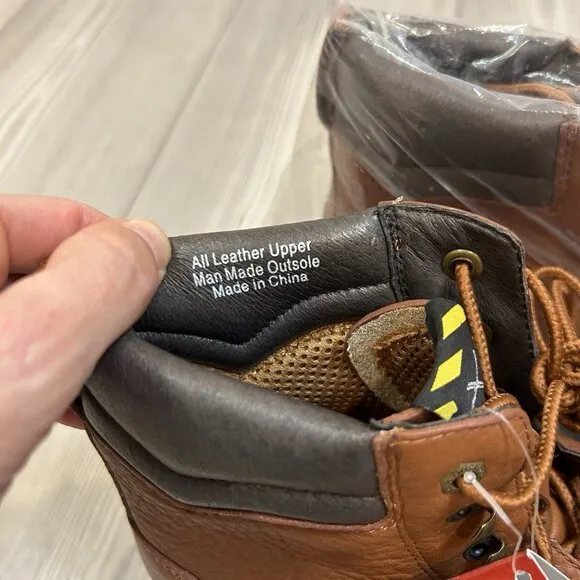 All Leather Upper
Man Made Outsole
Made in China